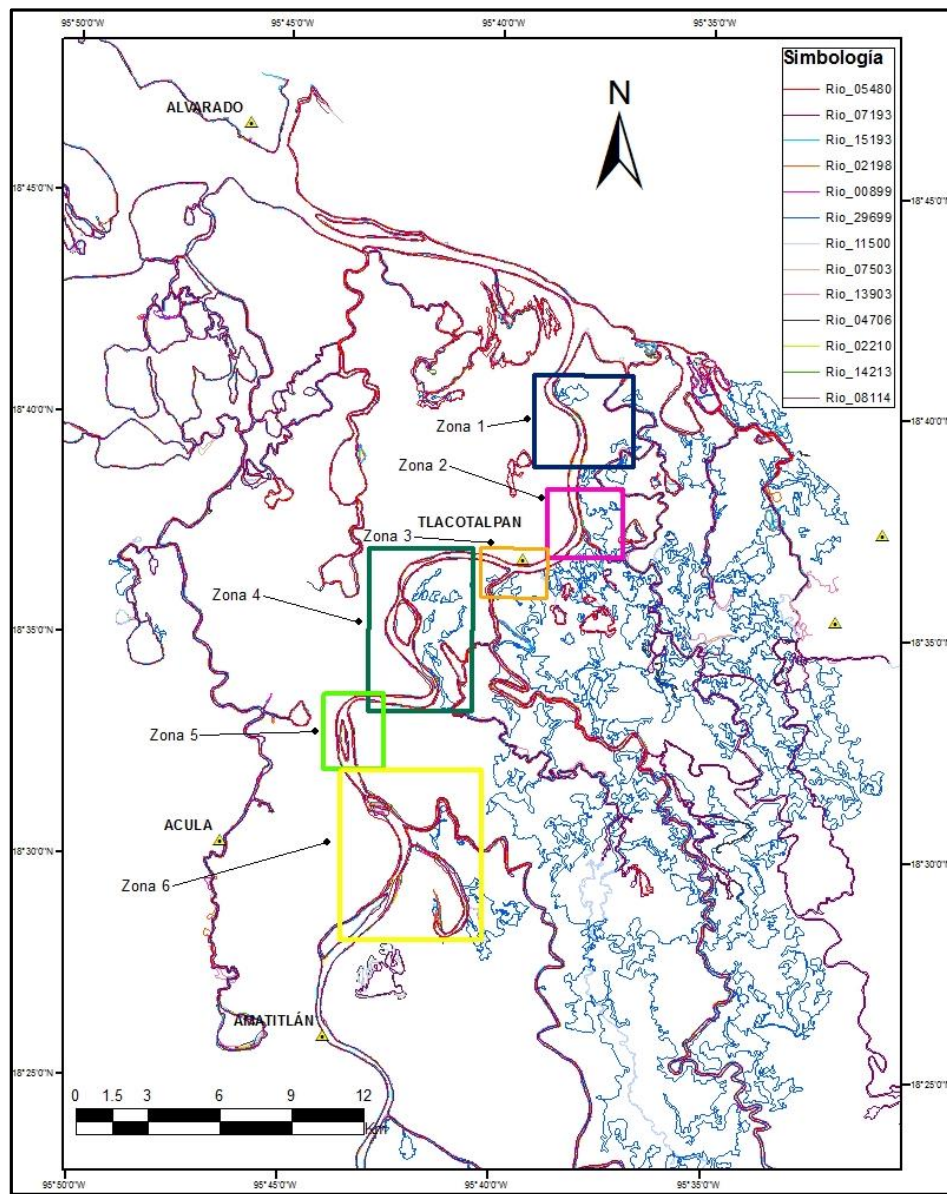 95°50'0"W 95°45'0"W 95°40'0"W 95°35'0"W
Simbología
Rio_05480
Rio_07193
Rio_15193
Rio_02198
Rio_00899
Rio_29699
Rio_11500
Rio_07503
Rio_13903
Rio_04706
Rio_02210
Rio_14213
Rio_08114
N
ALVARADO
18°45'0"N 18°45'0"N
18°40'0"N 18°40'0"N
Zona 1
Zona 2
TLACOTALPAN
Zona 3
Zona 4
18°35'0"N 18°35'0"N
Zona 5
ACULA
18°30'0"N 18°30'0"N
Zona 6
AMATITLÁN
18°25'0"N 18°25'0"N
0 1.5 3 6 9 12
Km
95°50'0"W 95°45'0"W 95°40'0"W 95°35'0"W